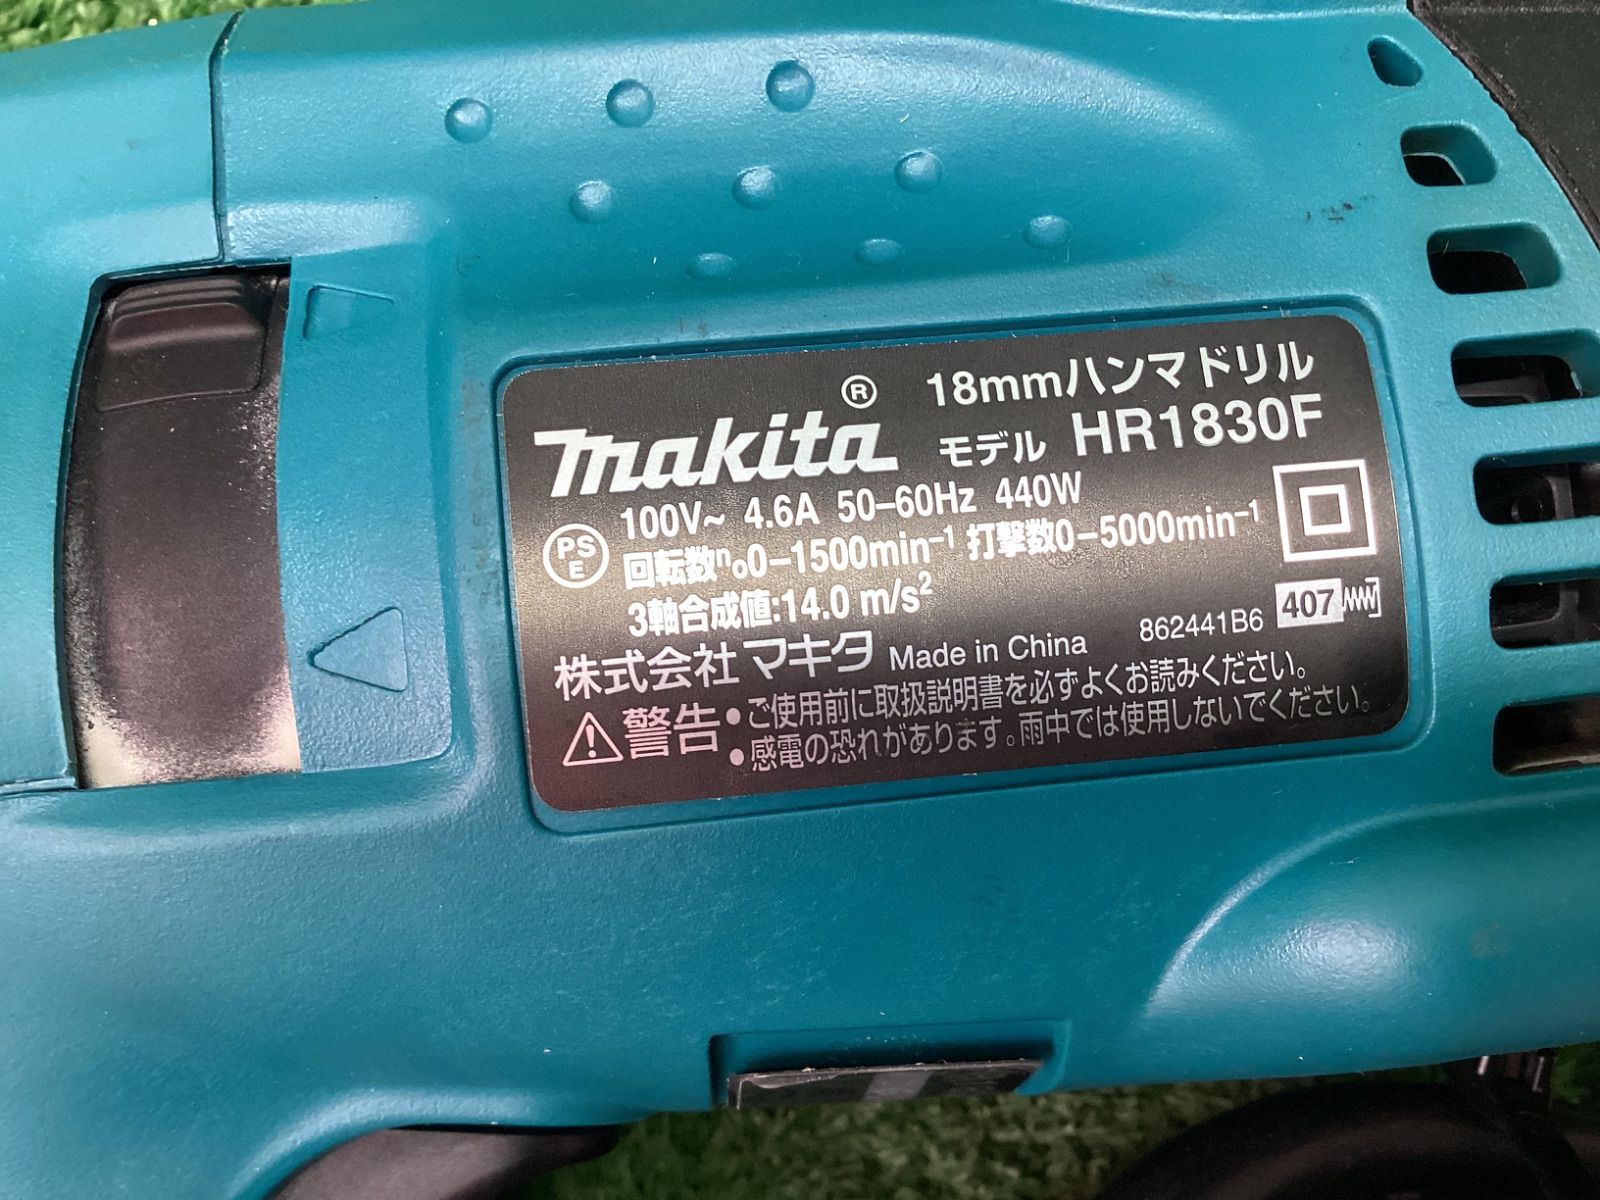 makita®
18mmハンマドリル
モデル HR1830F
100V~ 4.6A 50-60Hz 440W
PS
E
回転数n₀0-1500min⁻¹ 打撃数0-5000min⁻¹
3軸合成値:14.0 m/s²
株式会社マキタ Made in China 862441B6 407
警告
•ご使用前に取扱説明書を必ずよくお読みください。
•感電の恐れがあります。雨中では使用しないでください。